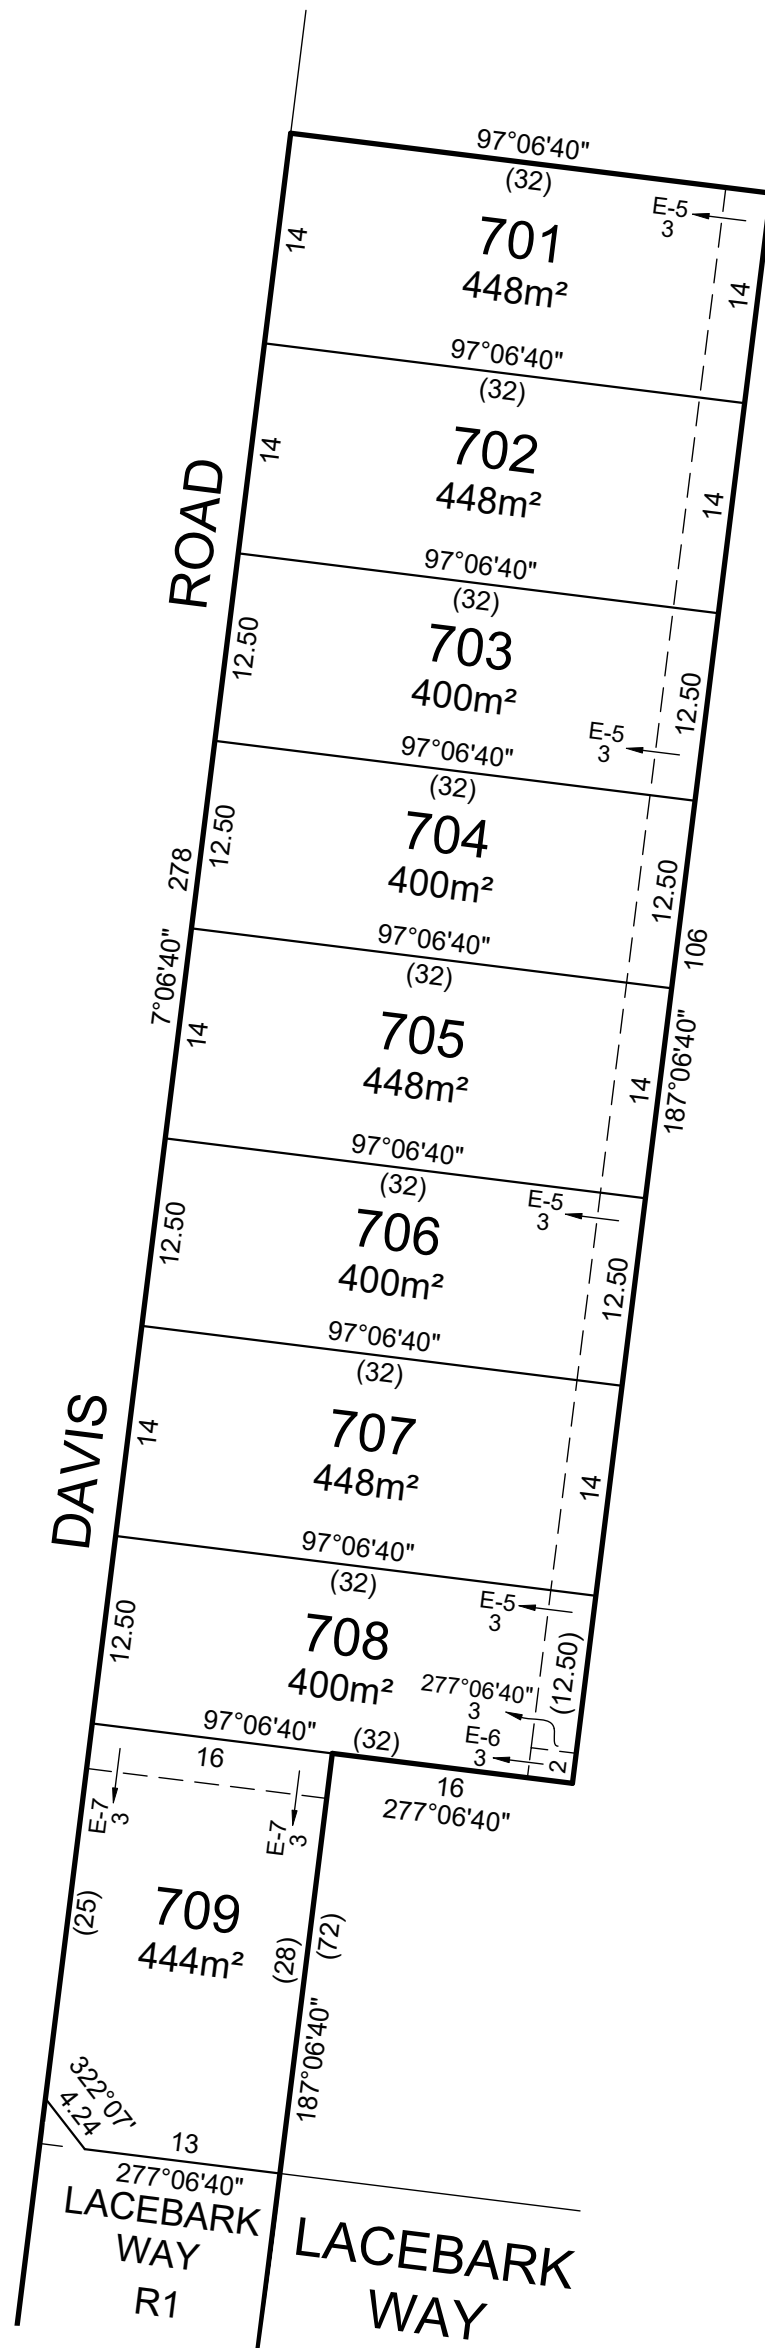 97°06'40"
(32)
E-5
3
14
701
448m²
14
97°06'40"
(32)
14
702
448m²
14
ROAD
97°06'40"
(32)
12.50
703
400m²
12.50
E-5
3
97°06'40"
(32)
12.50
704
400m²
12.50
278
7°06'40"
106
187°06'40"
97°06'40"
(32)
14
705
448m²
14
97°06'40"
(32)
E-5
3
12.50
706
400m²
12.50
97°06'40"
(32)
DAVIS
14
707
448m²
14
97°06'40"
(32)
E-5
3
12.50
708
400m²
(12.50)
277°06'40"
3
E-6
3
2
97°06'40"
(32)
16
16
277°06'40"
E-7
3
E-7
3
(25)
709
444m²
(28)
(72)
187°06'40"
322°07'
4.24
13
277°06'40"
LACEBARK
WAY
R1
LACEBARK
WAY